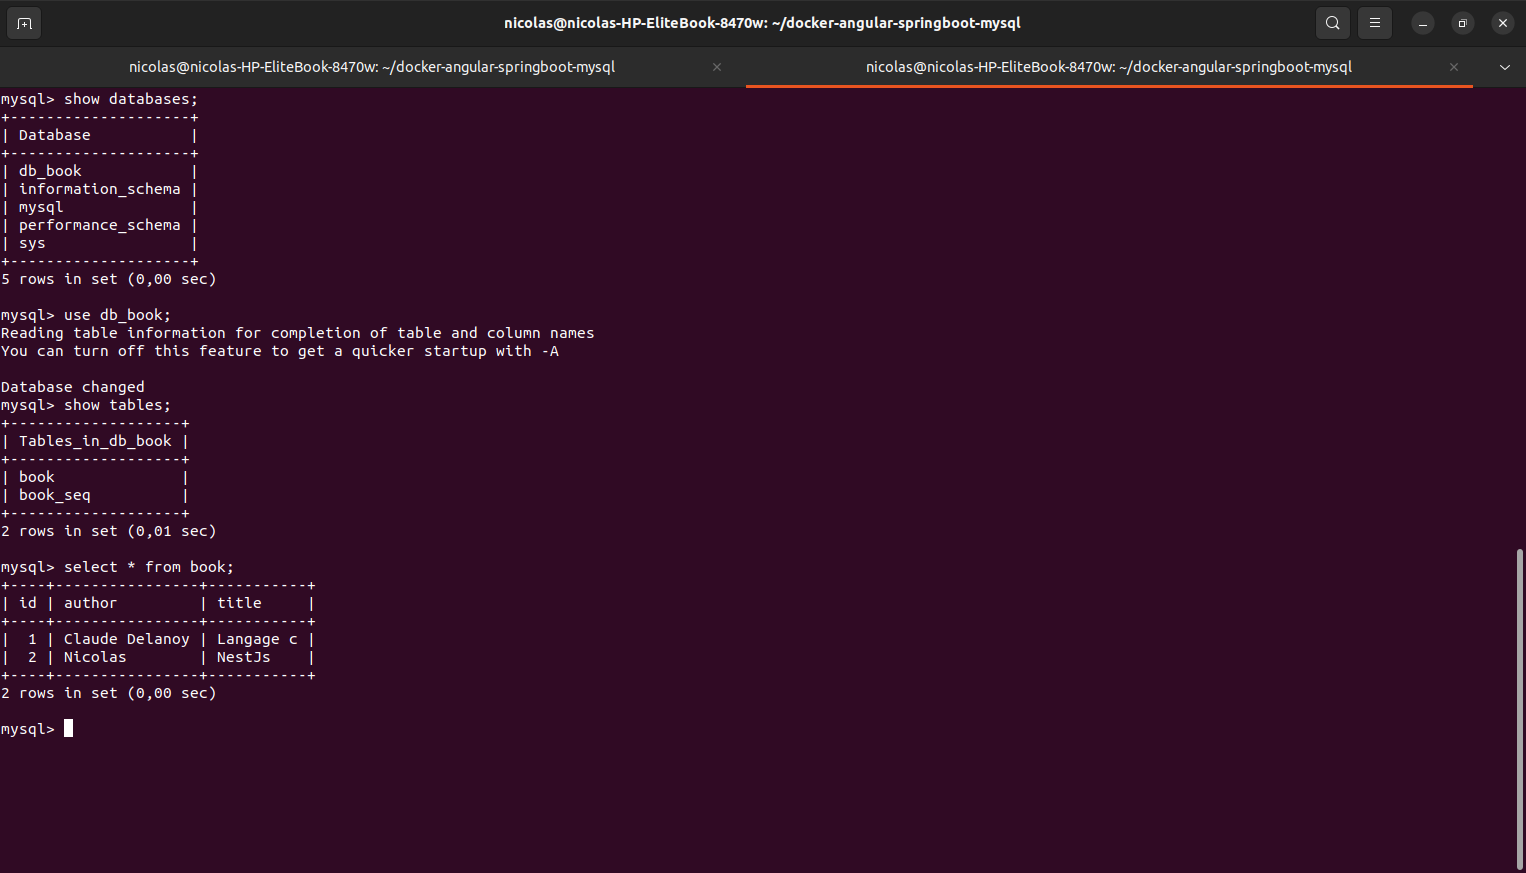 nicolas@nicolas-HP-EliteBook-8470w: ~/docker-angular-springboot-mysql
nicolas@nicolas-HP-EliteBook-8470w: ~/docker-angular-springboot-mysql
nicolas@nicolas-HP-EliteBook-8470w: ~/docker-angular-springboot-mysql
mysql> show databases;
+--------------------+
| Database           |
+--------------------+
| db_book            |
| information_schema |
| mysql              |
| performance_schema |
| sys                |
+--------------------+
5 rows in set (0,00 sec)
mysql> use db_book;
Reading table information for completion of table and column names
You can turn off this feature to get a quicker startup with -A
Database changed
mysql> show tables;
+-------------------+
| Tables_in_db_book |
+-------------------+
| book              |
| book_seq          |
+-------------------+
2 rows in set (0,01 sec)
mysql> select * from book;
+----+----------------+-----------+
| id | author         | title     |
+----+----------------+-----------+
|  1 | Claude Delanoy | Langage c |
|  2 | Nicolas        | NestJs    |
+----+----------------+-----------+
2 rows in set (0,00 sec)
mysql>